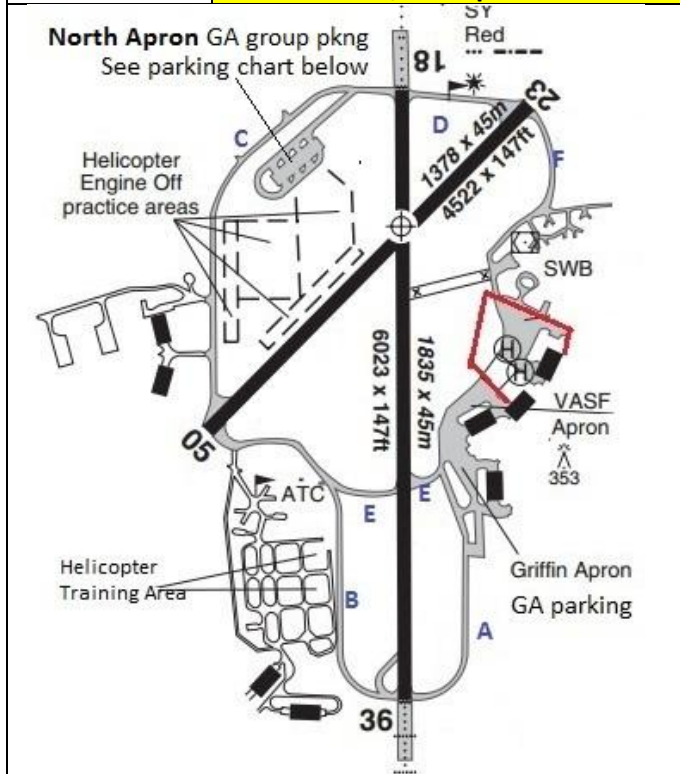 SY
Red
North Apron GA group pkng
See parking chart below
18
23
D
C
F
1378 x 45m
4522 x 147ft
Helicopter
Engine Off
practice areas
SWB
H
H
6023 x 147ft
1835 x 45m
VASF
Apron
353
05
ATC
E
E
Helicopter
Training Area
Griffin Apron
GA parking
B
A
36